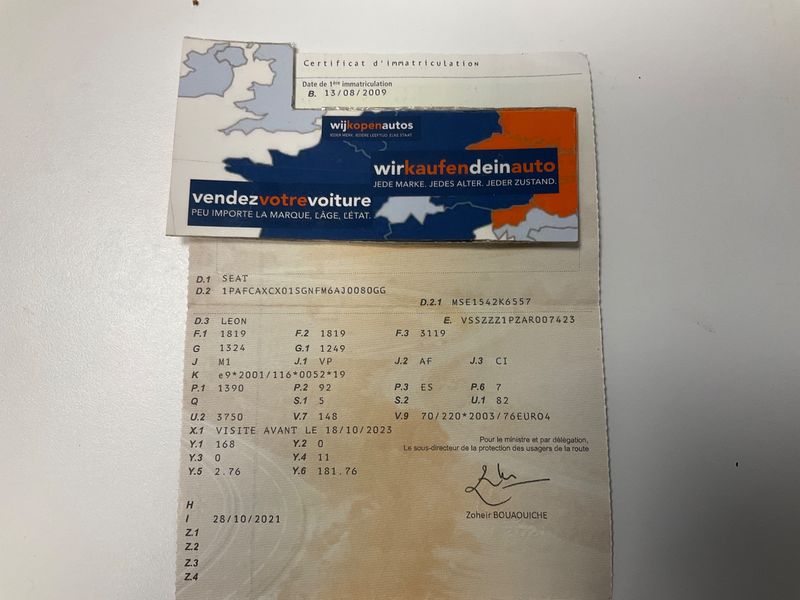 Certificat d'immatriculation
Date de 1ère immatriculation
B. 13/08/2009
wijkopenautos
IEDER MERK. IEDERE LEEFTIJD. ELKE STAAT.
wirkaufendeinauto
JEDE MARKE. JEDES ALTER. JEDER ZUSTAND.
vendezvotrevoiture
PEU IMPORTE LA MARQUE, L'ÂGE, L'ÉTAT.
D.1 SEAT
D.2 1PAFCAXCX01SGNFM6AJ0080GG
D.2.1 MSE1542K6557
D.3 LEON E. VSSZZZ1PZAR007423
F.1 1819 F.2 1819 F.3 3119
G 1324 G.1 1249
J M1 J.1 VP J.2 AF J.3 CI
K e9*2001/116*0052*19
P.1 1390 P.2 92 P.3 ES P.6 7
Q S.1 5 S.2 U.1 82
U.2 3750 V.7 148 V.9 70/220*2003/76EURO4
X.1 VISITE AVANT LE 18/10/2023
Y.1 168 Y.2 0
Y.3 0 Y.4 11
Y.5 2.76 Y.6 181.76
Pour le ministre et par délégation,
Le sous-directeur de la protection des usagers de la route
Zoheir BOUAOUICHE
H
I 28/10/2021
Z.1
Z.2
Z.3
Z.4